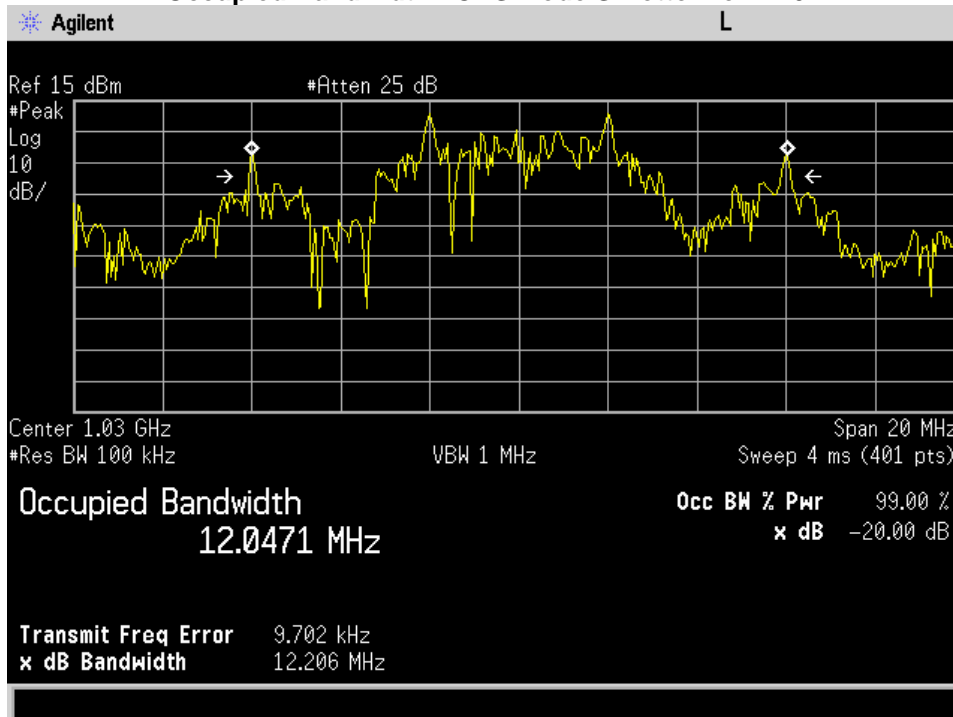 Agilent L
Ref 15 dBm #Atten 25 dB
#Peak
Log
10
dB/
Center 1.03 GHz Span 20 MHz
#Res BW 100 kHz VBW 1 MHz Sweep 4 ms (401 pts)
Occupied Bandwidth
12.0471 MHz
Occ BW % Pwr 99.00 %
x dB -20.00 dB
Transmit Freq Error 9.702 kHz
x dB Bandwidth 12.206 MHz